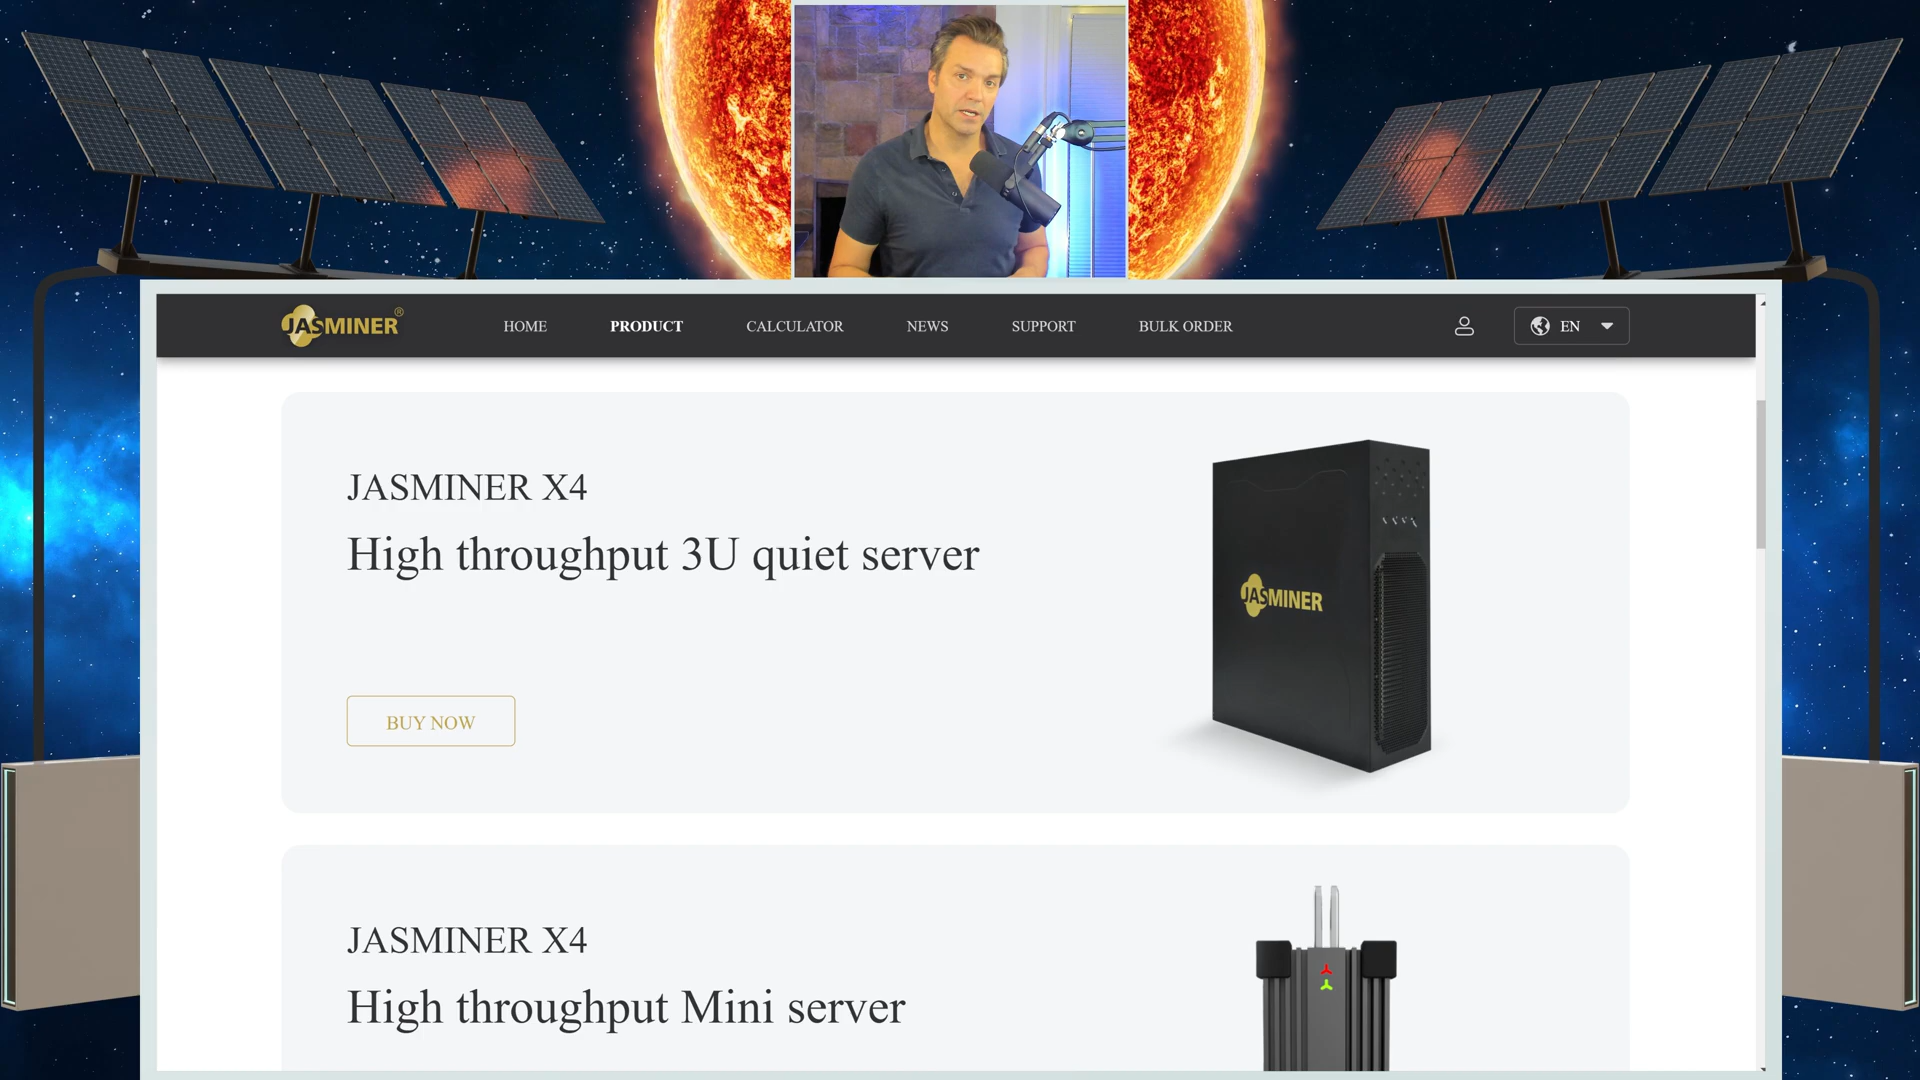 JASMINER®
HOME
PRODUCT
CALCULATOR
NEWS
SUPPORT
BULK ORDER
EN
JASMINER X4
High throughput 3U quiet server
BUY NOW
JASMINER
JASMINER X4
High throughput Mini server